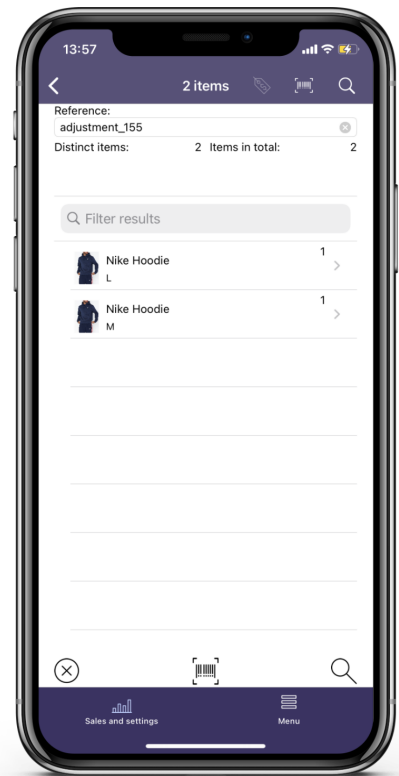 13:57
2 items
Reference:
adjustment_155
Distinct items: 2 Items in total: 2
Filter results
Nike Hoodie 1
L
Nike Hoodie 1
M
Sales and settings Menu